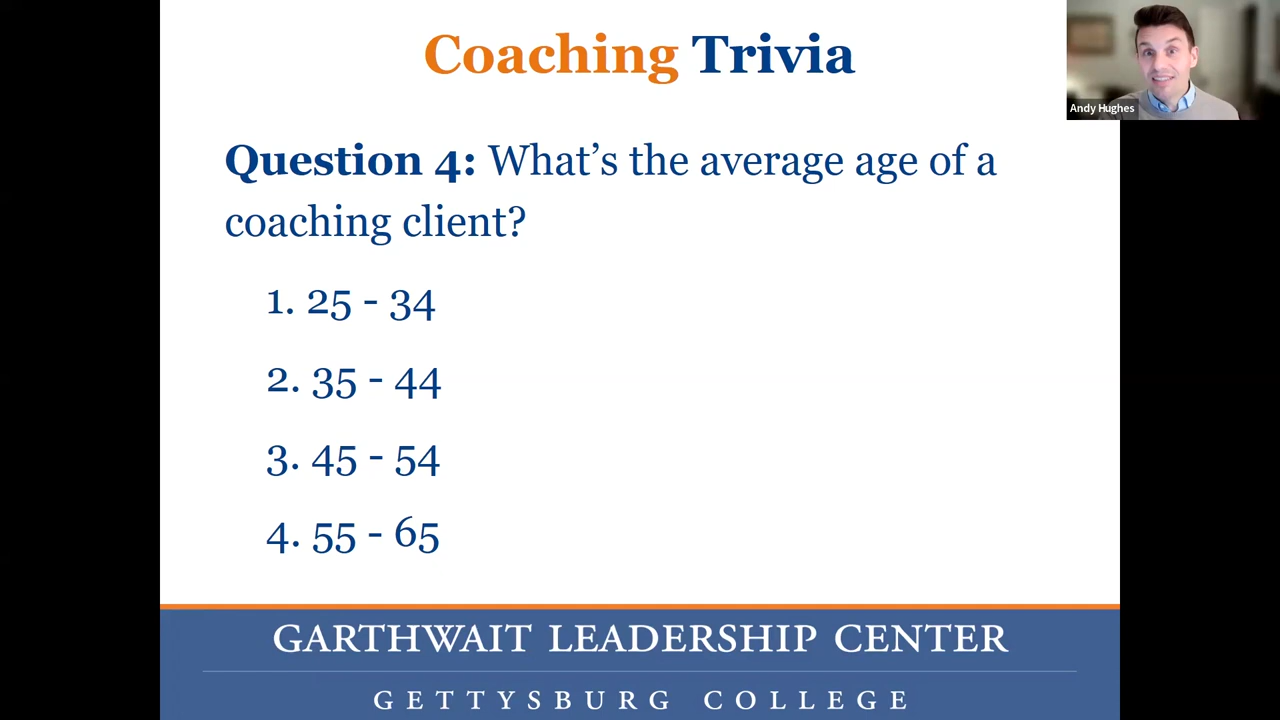 Coaching Trivia
Andy Hughes
Question 4: What’s the average age of a
coaching client?
1. 25 - 34
2. 35 - 44
3. 45 - 54
4. 55 - 65
GARTHWAIT LEADERSHIP CENTER
GETTYSBURG COLLEGE